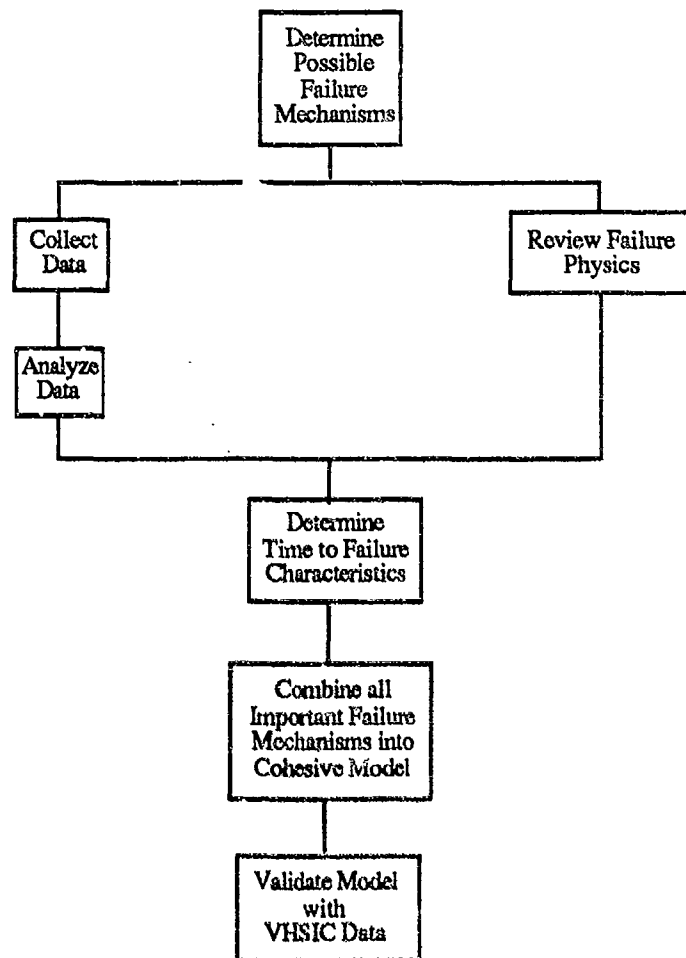 Determine
Possible
Failure
Mechanisms
Collect
Data
Review Failure
Physics
Analyze
Data
Determine
Time to Failure
Characteristics
Combine all
Important Failure
Mechanisms into
Cohesive Model
Validate Model
with
VHSIC Data